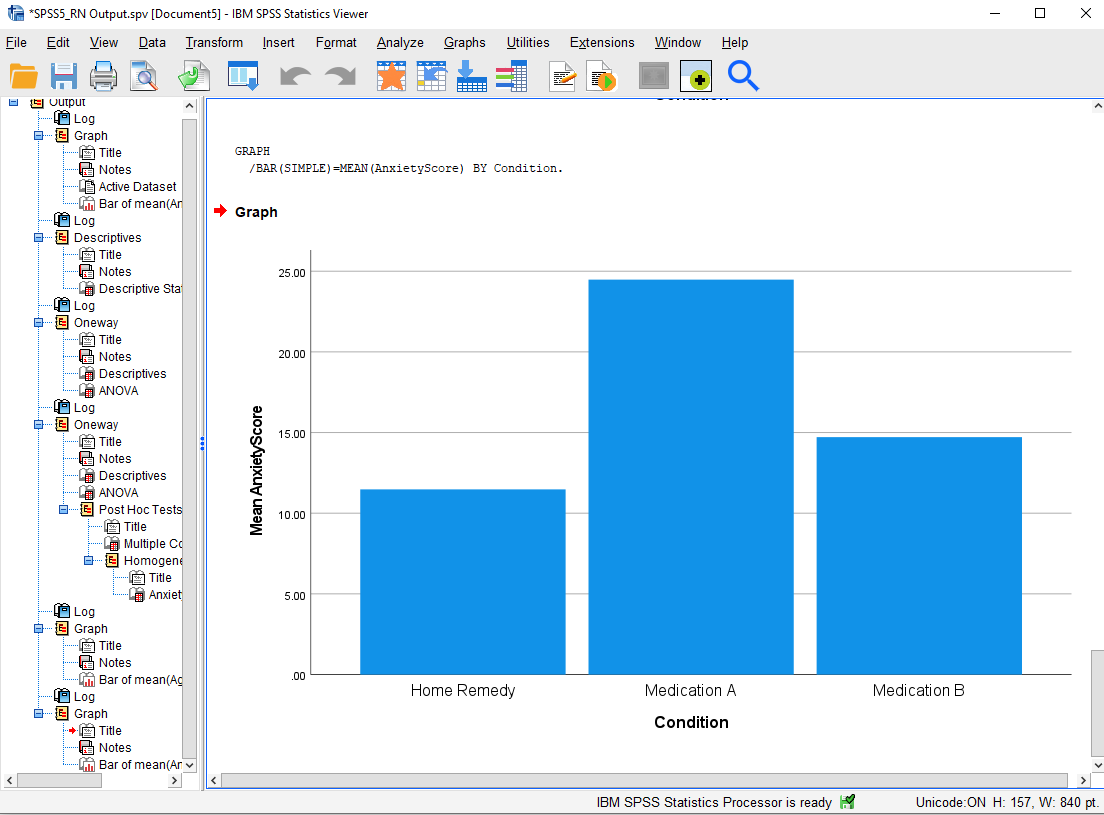 *SPSS5_RN Output.spv [Document5] - IBM SPSS Statistics Viewer
File Edit View Data Transform Insert Format Analyze Graphs Utilities Extensions Window Help
Output
Log
Graph
Title
Notes
Active Dataset
Bar of mean(An
Log
Descriptives
Title
Notes
Descriptive Sta
Log
Oneway
Title
Notes
Descriptives
ANOVA
Log
Oneway
Title
Notes
Descriptives
ANOVA
Post Hoc Tests
Title
Multiple Co
Homogene
Title
Anxiet
Log
Graph
Title
Notes
Bar of mean(Ag
Log
Graph
Title
Notes
Bar of mean(An
Condition
GRAPH
/BAR(SIMPLE)=MEAN(AnxietyScore) BY Condition.
Graph
Mean AnxietyScore
25.00
20.00
15.00
10.00
5.00
.00
Home Remedy Medication A Medication B
Condition
IBM SPSS Statistics Processor is ready Unicode:ON H: 157, W: 840 pt.